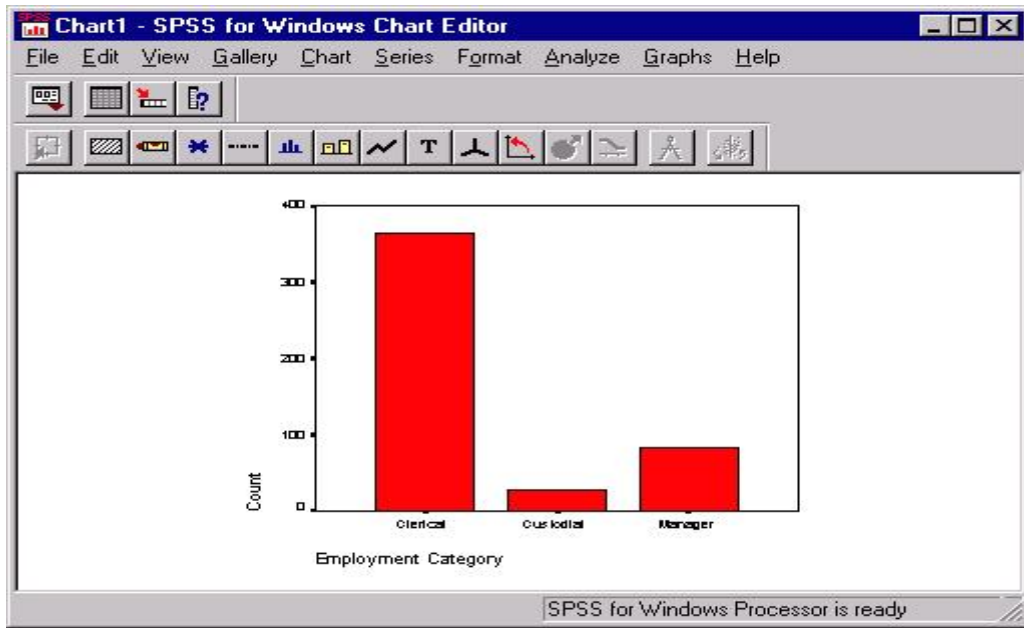 SPSS
Chart1 - SPSS for Windows Chart Editor
File Edit View Gallery Chart Series Format Analyze Graphs Help
T
400
300
200
100
0
Count
Clerical Custodial Manager
Employment Category
SPSS for Windows Processor is ready